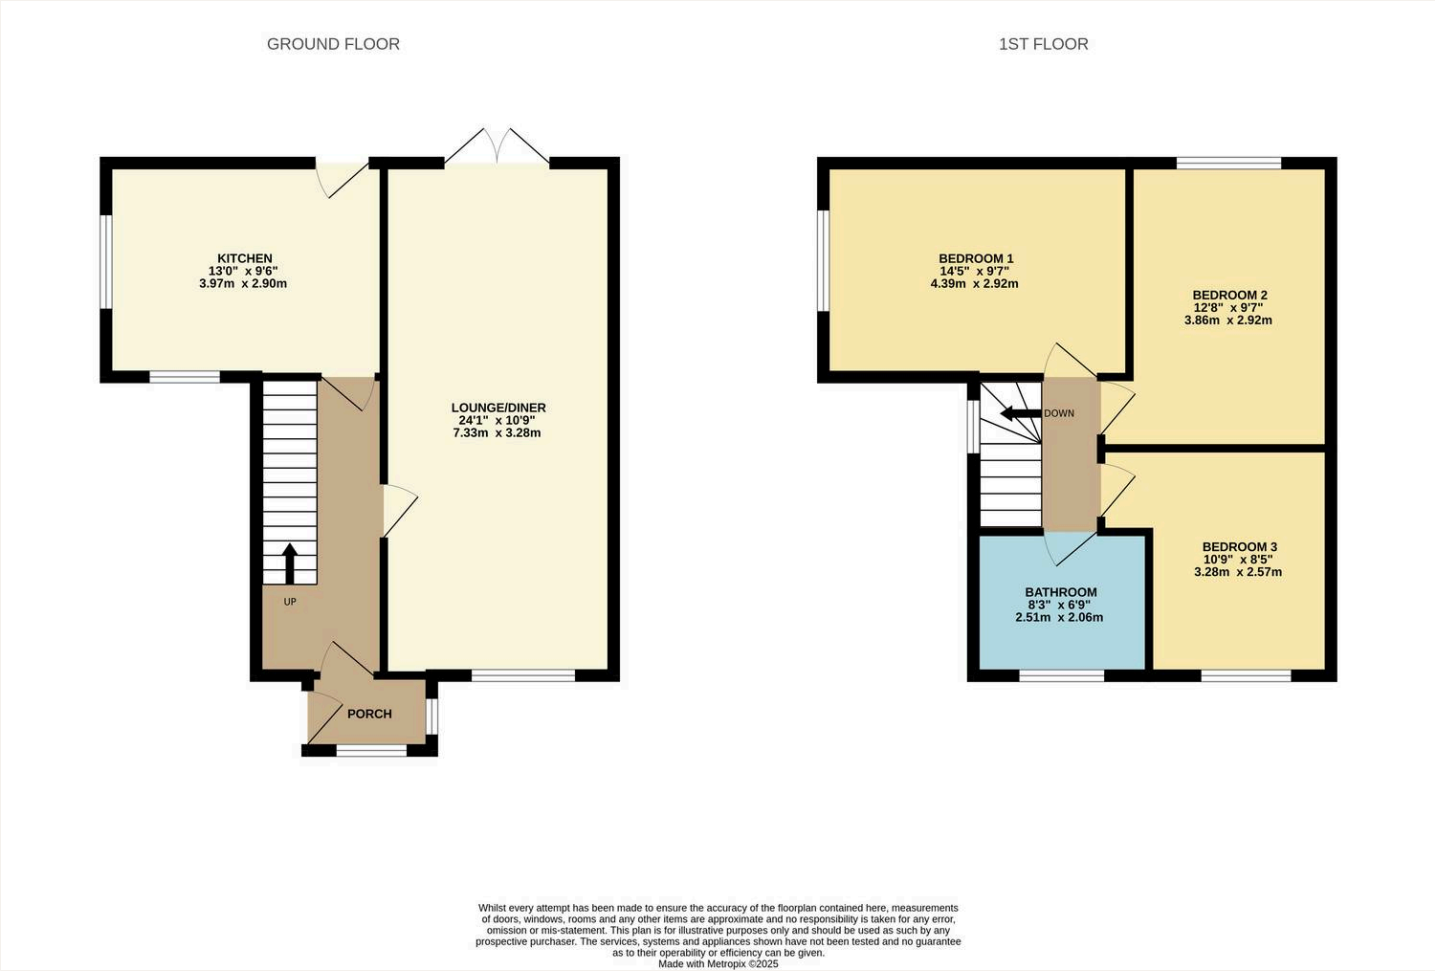 GROUND FLOOR
1ST FLOOR
KITCHEN
13'0" x 9'6"
3.97m x 2.90m
LOUNGE/DINER
24'1" x 10'9"
7.33m x 3.28m
UP
PORCH
BEDROOM 1
14'5" x 9'7"
4.39m x 2.92m
BEDROOM 2
12'8" x 9'7"
3.86m x 2.92m
DOWN
BEDROOM 3
10'9" x 8'5"
3.28m x 2.57m
BATHROOM
8'3" x 6'9"
2.51m x 2.06m
Whilst every attempt has been made to ensure the accuracy of the floorplan contained here, measurements
of doors, windows, rooms and any other items are approximate and no responsibility is taken for any error,
omission or mis-statement. This plan is for illustrative purposes only and should be used as such by any
prospective purchaser. The services, systems and appliances shown have not been tested and no guarantee
as to their operability or efficiency can be given.
Made with Metropix ©2025